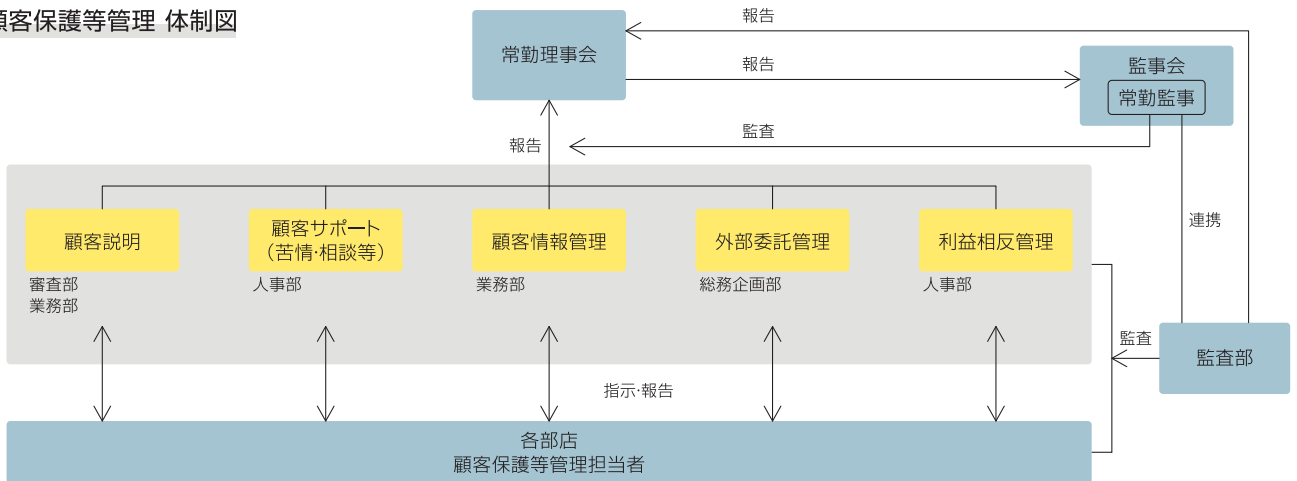 顧客保護等管理 体制図
報告
常勤理事会
報告
監事会
常勤監事
監査
報告
連携
顧客説明
審査部
業務部
顧客サポート
（苦情・相談等）
人事部
顧客情報管理
業務部
外部委託管理
総務企画部
利益相反管理
人事部
監査
監査部
指示・報告
各部店
顧客保護等管理担当者